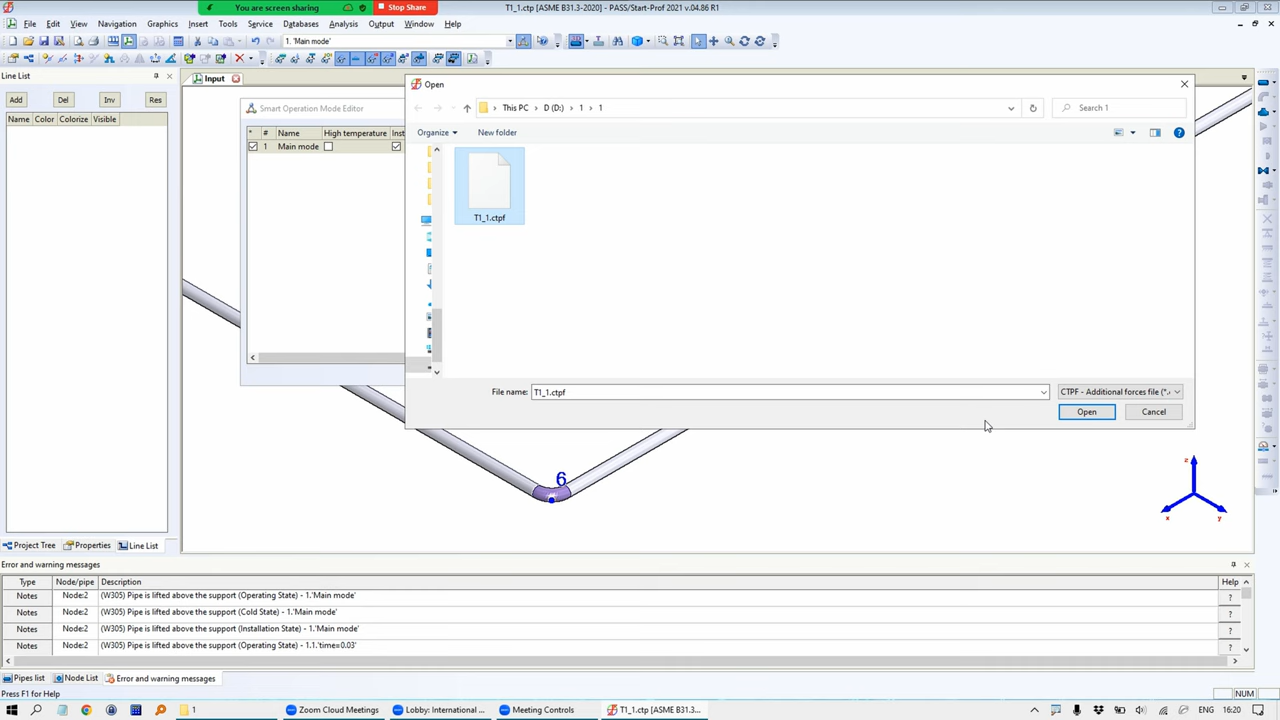 You are screen sharing
Stop Share
T1_1.ctp [ASME B31.3-2020] - PASS/Start-Prof 2021 v.04.86 R1
File Edit View Navigation Graphics Insert Tools Service Databases Analysis Output Window Help
1. 'Main mode'
Line List
Input
Add Del Inv Res
Name Color Colorize Visible
Smart Operation Mode Editor
* # Name High temperature Inst
1 Main mode
Open
This PC > D (D:) > 1 > 1
Search 1
Organize New folder
T1_1.ctpf
File name: T1_1.ctpf
CTPF - Additional forces file (*.c
Open Cancel
6
z
x y
Project Tree Properties Line List
Error and warning messages
Type Node/pipe Description Help
Notes Node:2 (W305) Pipe is lifted above the support (Operating State) - 1.'Main mode' ?
Notes Node:2 (W305) Pipe is lifted above the support (Cold State) - 1.'Main mode' ?
Notes Node:2 (W305) Pipe is lifted above the support (Installation State) - 1.'Main mode' ?
Notes Node:2 (W305) Pipe is lifted above the support (Operating State) - 1.1.'time=0.03' ?
Pipes list Node List Error and warning messages
Press F1 for Help
NUM
1
Zoom Cloud Meetings
Lobby: International ...
Meeting Controls
T1_1.ctp [ASME B31.3...
ENG 16:20